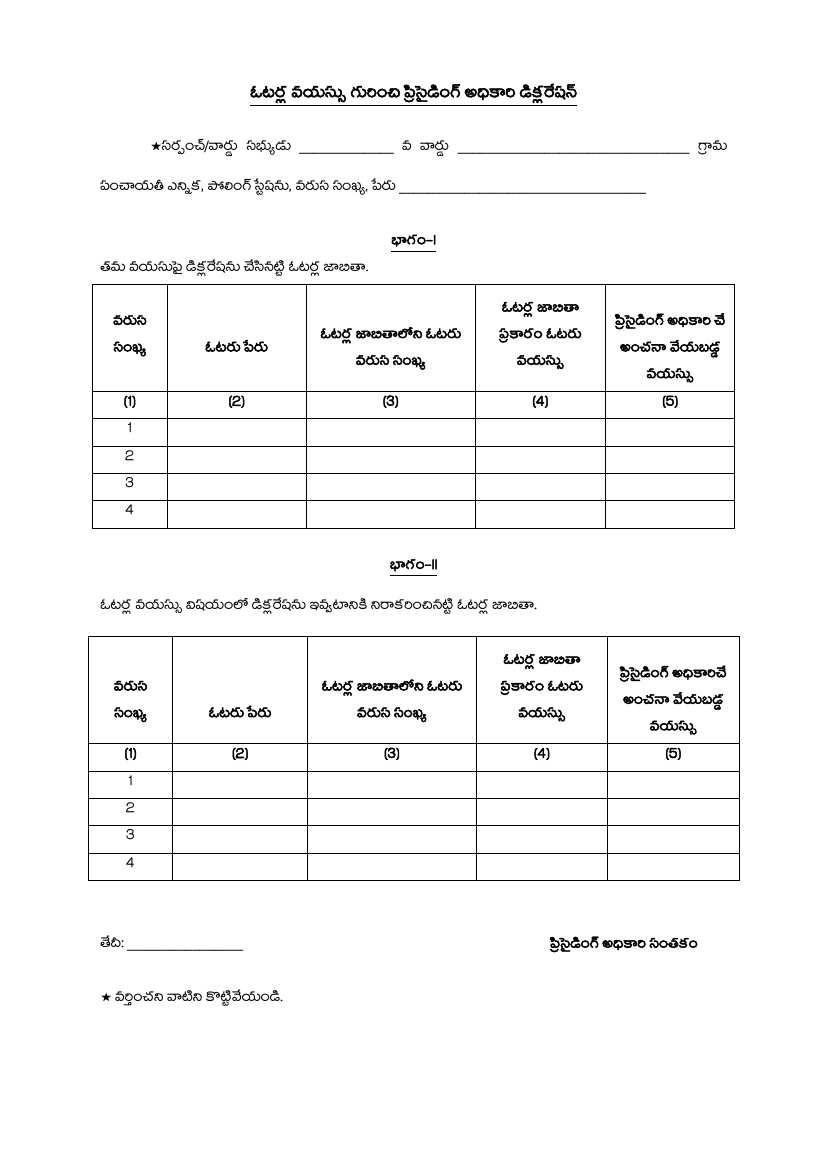 ఓటర్ల వయస్సు గురించి ప్రిసైడింగ్ అధికారి డిక్లరేషన్
★సర్పంచ్/వార్డు సభ్యుడు ____________ వ వార్డు ______________________________ గ్రామ
పంచాయతీ ఎన్నిక, పోలింగ్ స్టేషను, వరుస సంఖ్య, పేరు ________________________________
భాగం-I
తమ వయసుపై డిక్లరేషను చేసినట్టి ఓటర్ల జాబితా.
వరుస సంఖ్య | ఓటరు పేరు | ఓటర్ల జాబితాలోని ఓటరు వరుస సంఖ్య | ఓటర్ల జాబితా ప్రకారం ఓటరు వయస్సు | ప్రిసైడింగ్ అధికారి చే అంచనా వేయబడ్డ వయస్సు
(1) (2) (3) (4) (5)
1
2
3
4
భాగం-II
ఓటర్ల వయస్సు విషయంలో డిక్లరేషను ఇవ్వటానికి నిరాకరించినట్టి ఓటర్ల జాబితా.
వరుస సంఖ్య | ఓటరు పేరు | ఓటర్ల జాబితాలోని ఓటరు వరుస సంఖ్య | ఓటర్ల జాబితా ప్రకారం ఓటరు వయస్సు | ప్రిసైడింగ్ అధికారిచే అంచనా వేయబడ్డ వయస్సు
(1) (2) (3) (4) (5)
1
2
3
4
తేదీ: _______________ ప్రిసైడింగ్ అధికారి సంతకం
★ వర్తించని వాటిని కొట్టివేయండి.